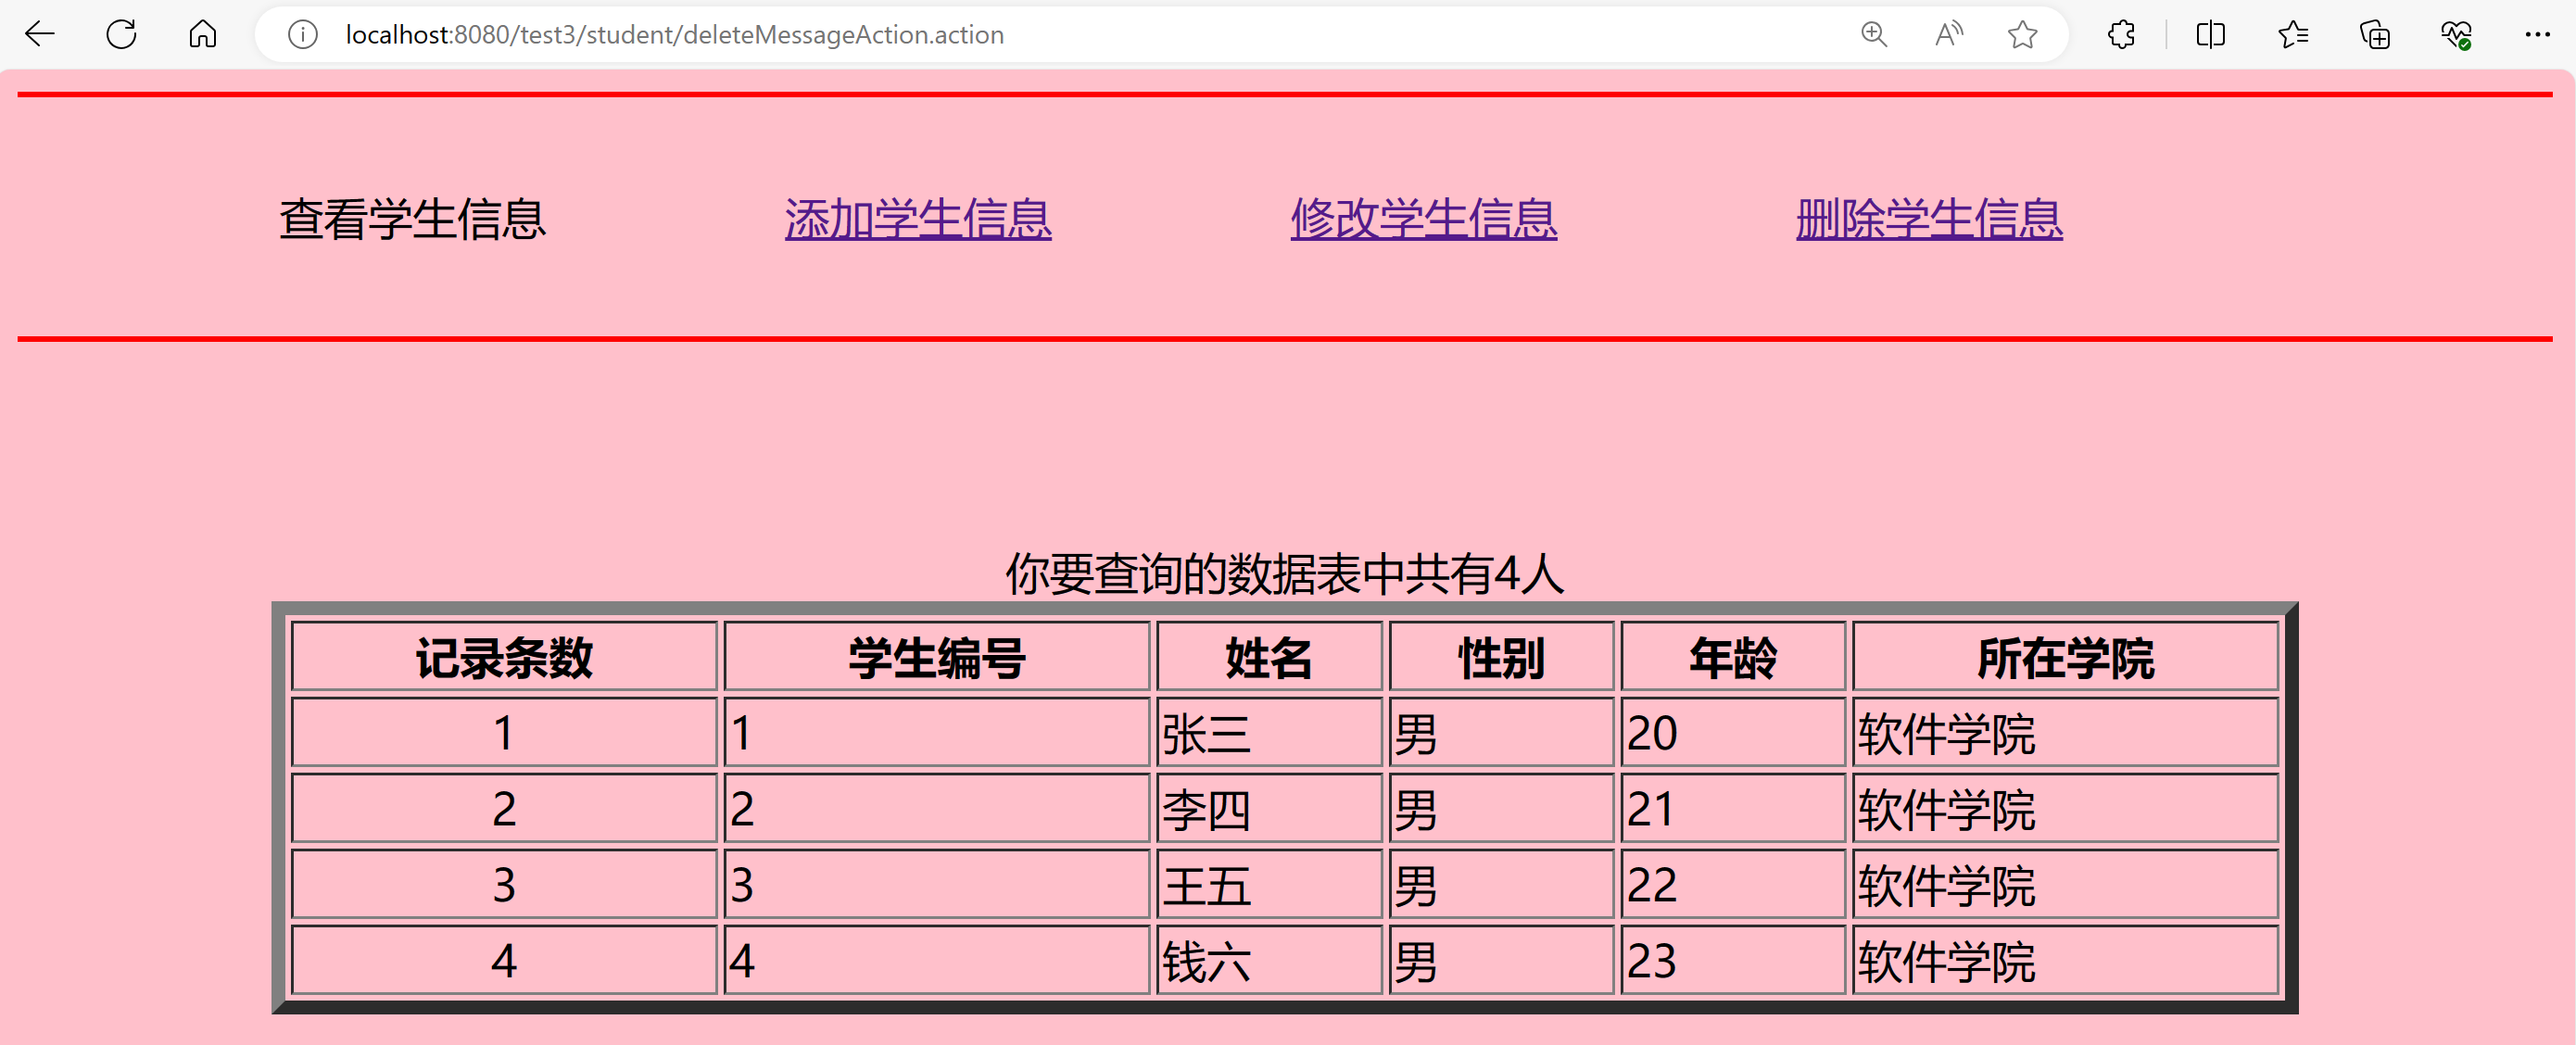 localhost:8080/test3/student/deleteMessageAction.action
查看学生信息 添加学生信息 修改学生信息 删除学生信息
你要查询的数据表中共有4人
记录条数 学生编号 姓名 性别 年龄 所在学院
1 1 张三 男 20 软件学院
2 2 李四 男 21 软件学院
3 3 王五 男 22 软件学院
4 4 钱六 男 23 软件学院